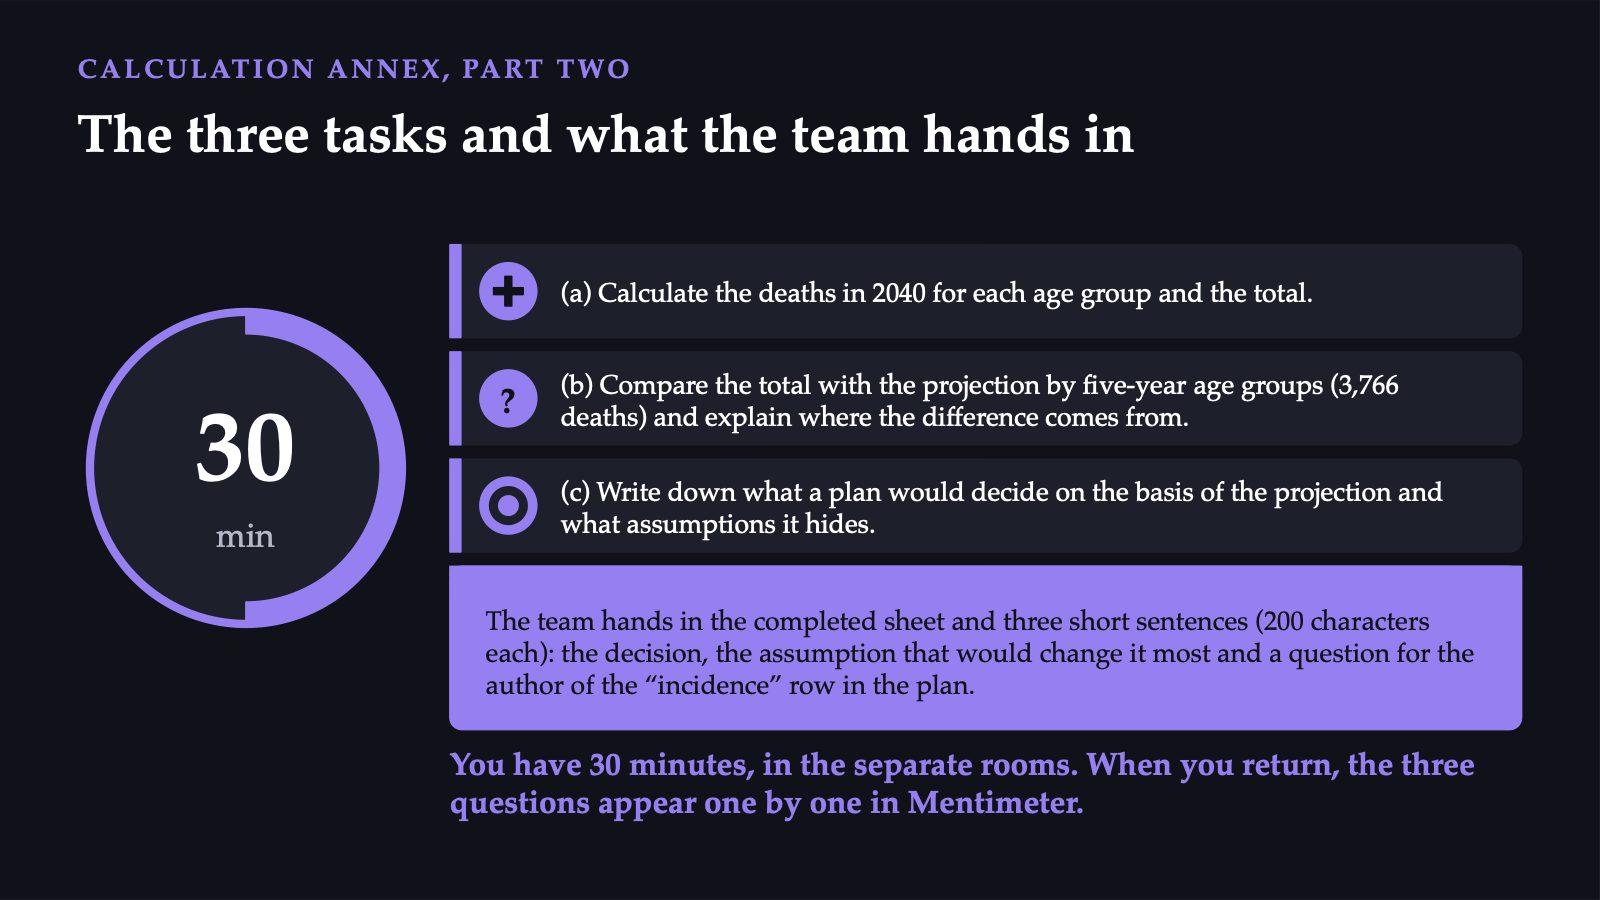 CALCULATION ANNEX, PART TWO
The three tasks and what the team hands in
30
min
(a) Calculate the deaths in 2040 for each age group and the total.
?
(b) Compare the total with the projection by five-year age groups (3,766
deaths) and explain where the difference comes from.
(c) Write down what a plan would decide on the basis of the projection and
what assumptions it hides.
The team hands in the completed sheet and three short sentences (200 characters
each): the decision, the assumption that would change it most and a question for the
author of the “incidence” row in the plan.
You have 30 minutes, in the separate rooms. When you return, the three
questions appear one by one in Mentimeter.